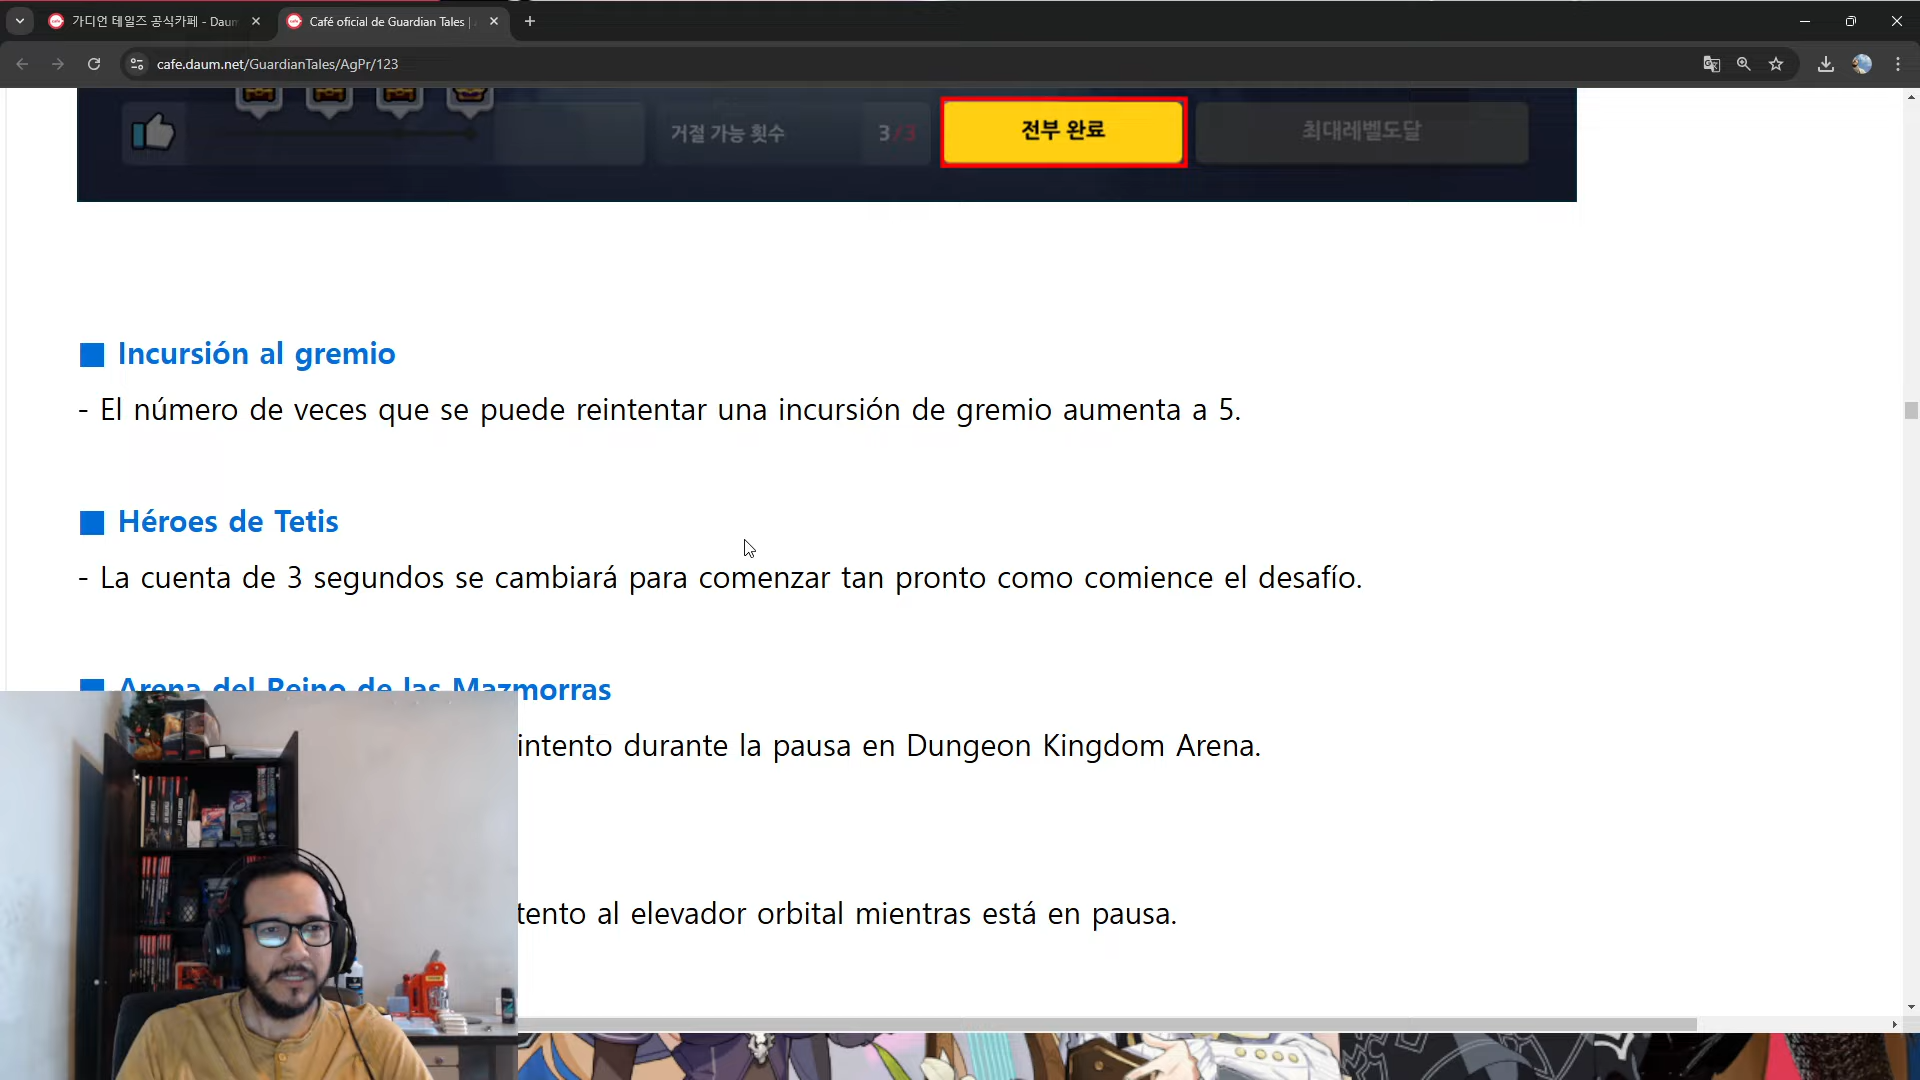 가디언 테일즈 공식카페 - Daum
Café oficial de Guardian Tales |
cafe.daum.net/GuardianTales/AgPr/123
거절 가능 횟수 3/3 전부 완료 최대레벨도달
Incursión al gremio
- El número de veces que se puede reintentar una incursión de gremio aumenta a 5.
Héroes de Tetis
- La cuenta de 3 segundos se cambiará para comenzar tan pronto como comience el desafío.
Arena del Reino de las Mazmorras
intento durante la pausa en Dungeon Kingdom Arena.
tento al elevador orbital mientras está en pausa.